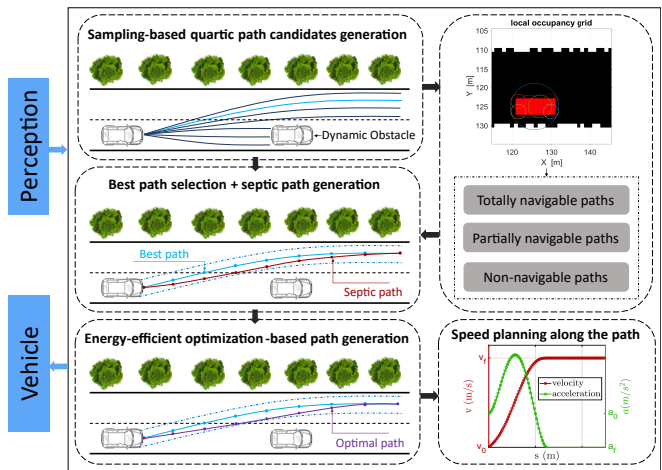 Perception
Vehicle
Sampling-based quartic path candidates generation
Dynamic Obstacle
local occupancy grid
Y [m]
110
115
120
125
130
120
130
140
X [m]
Totally navigable paths
Partially navigable paths
Non-navigable paths
Best path selection + septic path generation
Best path
Septic path
Energy-efficient optimization -based path generation
Optimal path
Speed planning along the path
v (m/s)
v_f
v_0
velocity
acceleration
a(m/s²)
a_0
a_f
s (m)